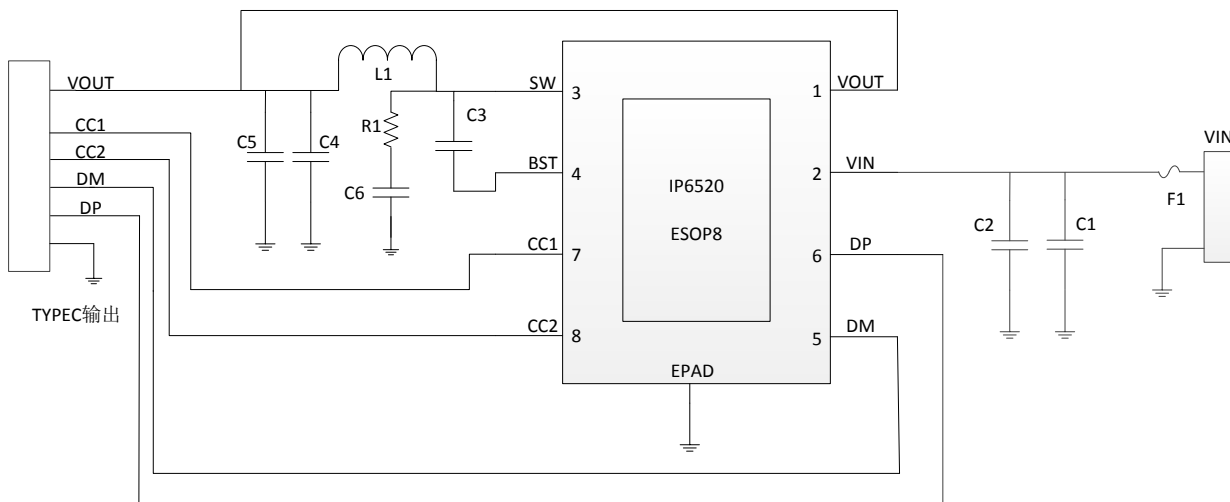 VOUT
CC1
CC2
DM
DP
TYPEC输出
C5
C4
L1
R1
C6
C3
SW
3
BST
4
CC1
7
CC2
8
IP6520
ESOP8
EPAD
1
VOUT
2
VIN
6
DP
5
DM
C2
C1
F1
VIN